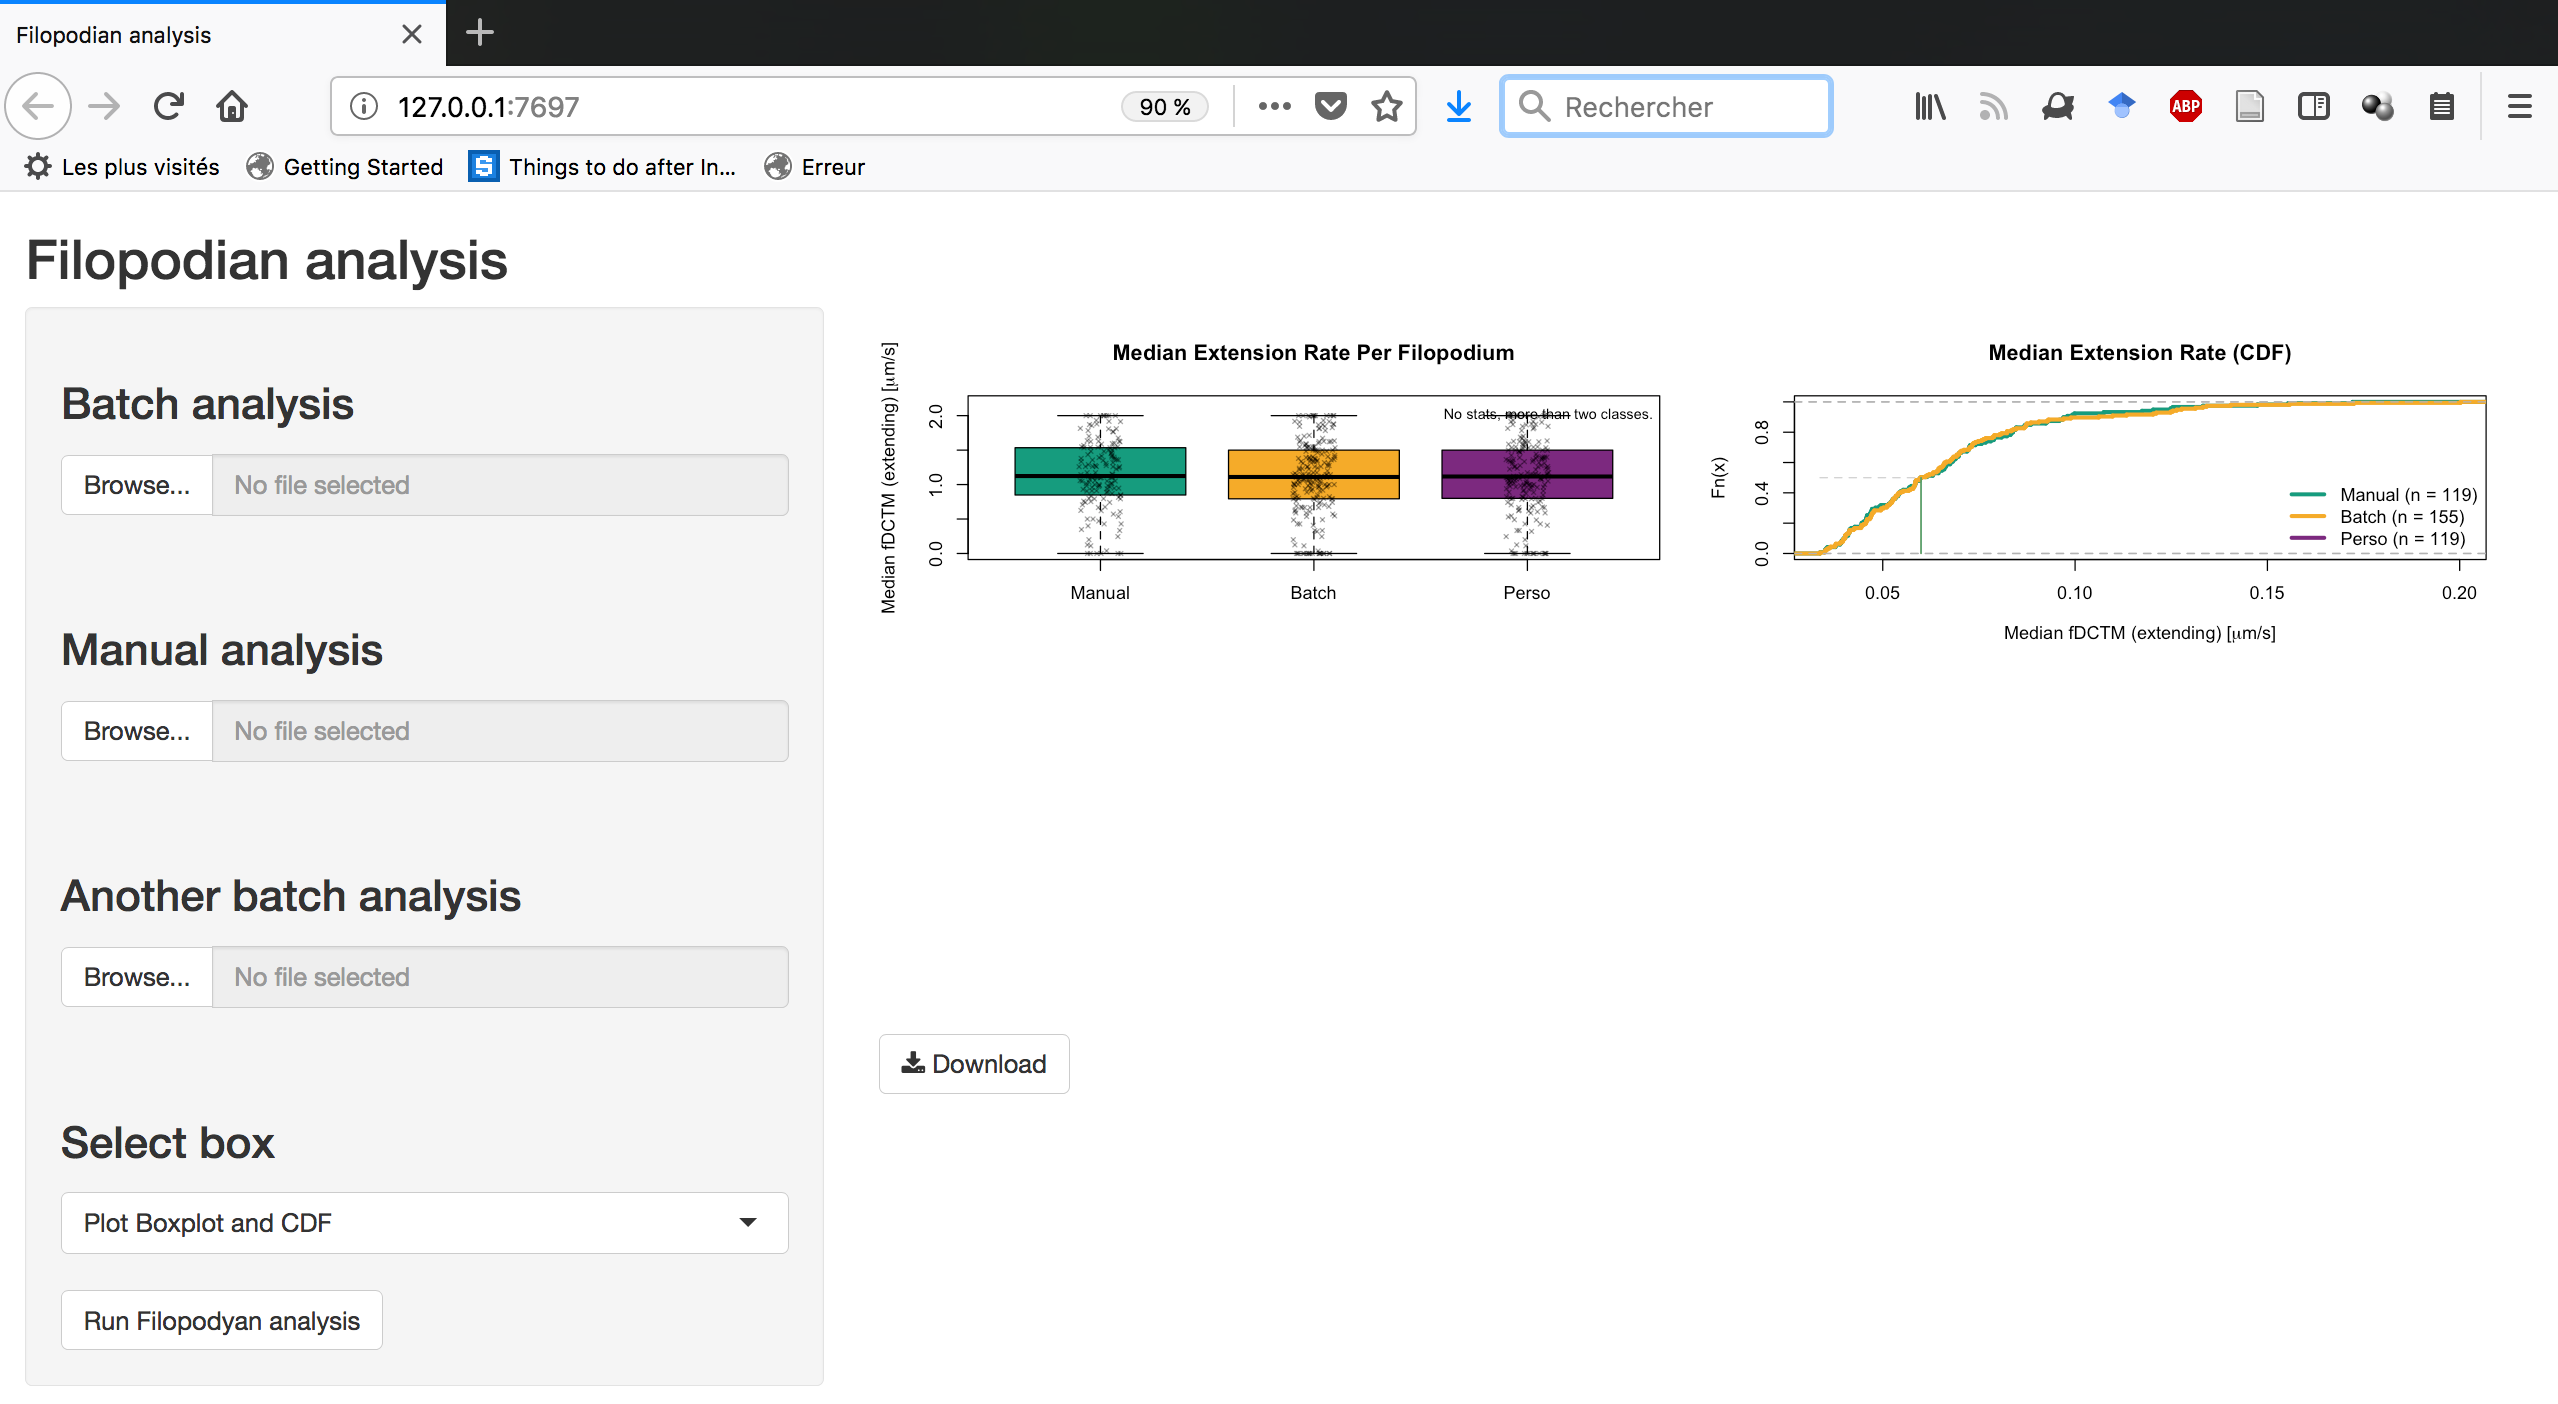 Filopodian analysis
127.0.0.1:7697
90 %
Rechercher
ABP
Les plus visités
Getting Started
S
Things to do after In...
Erreur
Filopodian analysis
Batch analysis
Browse...
No file selected
Manual analysis
Browse...
No file selected
Another batch analysis
Browse...
No file selected
Select box
Plot Boxplot and CDF
Run Filopodyan analysis
Median Extension Rate Per Filopodium
Median fDCTM (extending) [µm/s]
2.0
1.0
0.0
No stats, more than two classes.
Manual
Batch
Perso
Median Extension Rate (CDF)
Fn(x)
0.8
0.4
0.0
Manual (n = 119)
Batch (n = 155)
Perso (n = 119)
0.05
0.10
0.15
0.20
Median fDCTM (extending) [µm/s]
Download